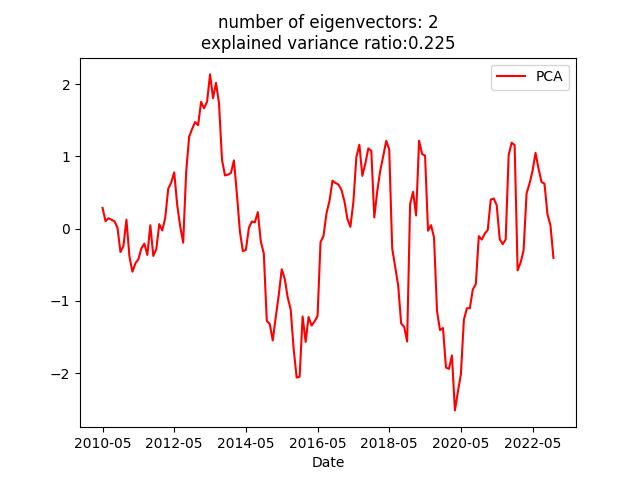 number of eigenvectors: 2
explained variance ratio:0.225
PCA
2
1
0
−1
−2
2010-05 2012-05 2014-05 2016-05 2018-05 2020-05 2022-05
Date